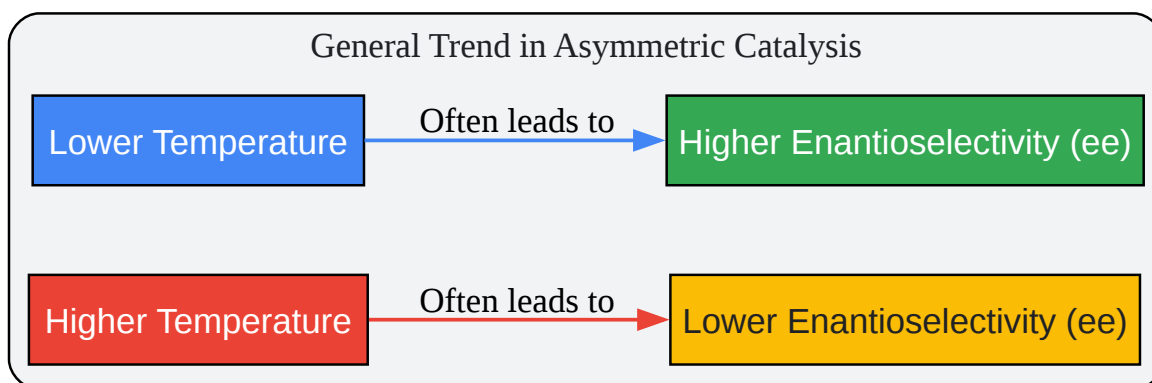 General Trend in Asymmetric Catalysis
Lower Temperature
Often leads to
Higher Enantioselectivity (ee)
Higher Temperature
Often leads to
Lower Enantioselectivity (ee)